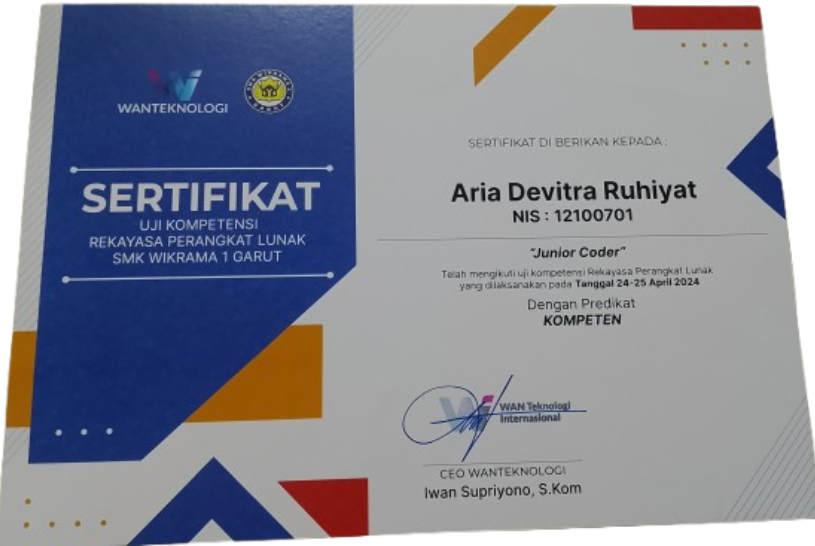 WANTEKNOLOGI
SERTIFIKAT
UJI KOMPETENSI
REKAYASA PERANGKAT LUNAK
SMK WIKRAMA 1 GARUT
SERTIFIKAT DI BERIKAN KEPADA :
Aria Devitra Ruhiyat
NIS : 12100701
"Junior Coder"
Telah mengikuti uji kompetensi Rekayasa Perangkat Lunak
yang dilaksanakan pada Tanggal 24-25 April 2024
Dengan Predikat
KOMPETEN
WAN Teknologi
Internasional
CEO WANTEKNOLOGI
Iwan Supriyono, S.Kom